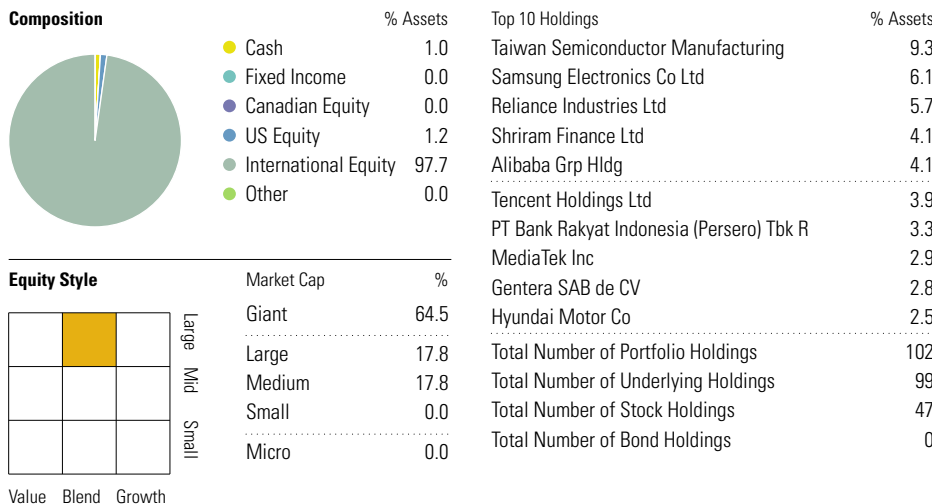 Composition % Assets
Cash 1.0
Fixed Income 0.0
Canadian Equity 0.0
US Equity 1.2
International Equity 97.7
Other 0.0
Equity Style
Large
Mid
Small
Value Blend Growth
Market Cap %
Giant 64.5
Large 17.8
Medium 17.8
Small 0.0
Micro 0.0
Top 10 Holdings % Assets
Taiwan Semiconductor Manufacturing 9.3
Samsung Electronics Co Ltd 6.1
Reliance Industries Ltd 5.7
Shriram Finance Ltd 4.1
Alibaba Grp Hldg 4.1
Tencent Holdings Ltd 3.9
PT Bank Rakyat Indonesia (Persero) Tbk R 3.3
MediaTek Inc 2.9
Gentera SAB de CV 2.8
Hyundai Motor Co 2.5
Total Number of Portfolio Holdings 102
Total Number of Underlying Holdings 99
Total Number of Stock Holdings 47
Total Number of Bond Holdings 0